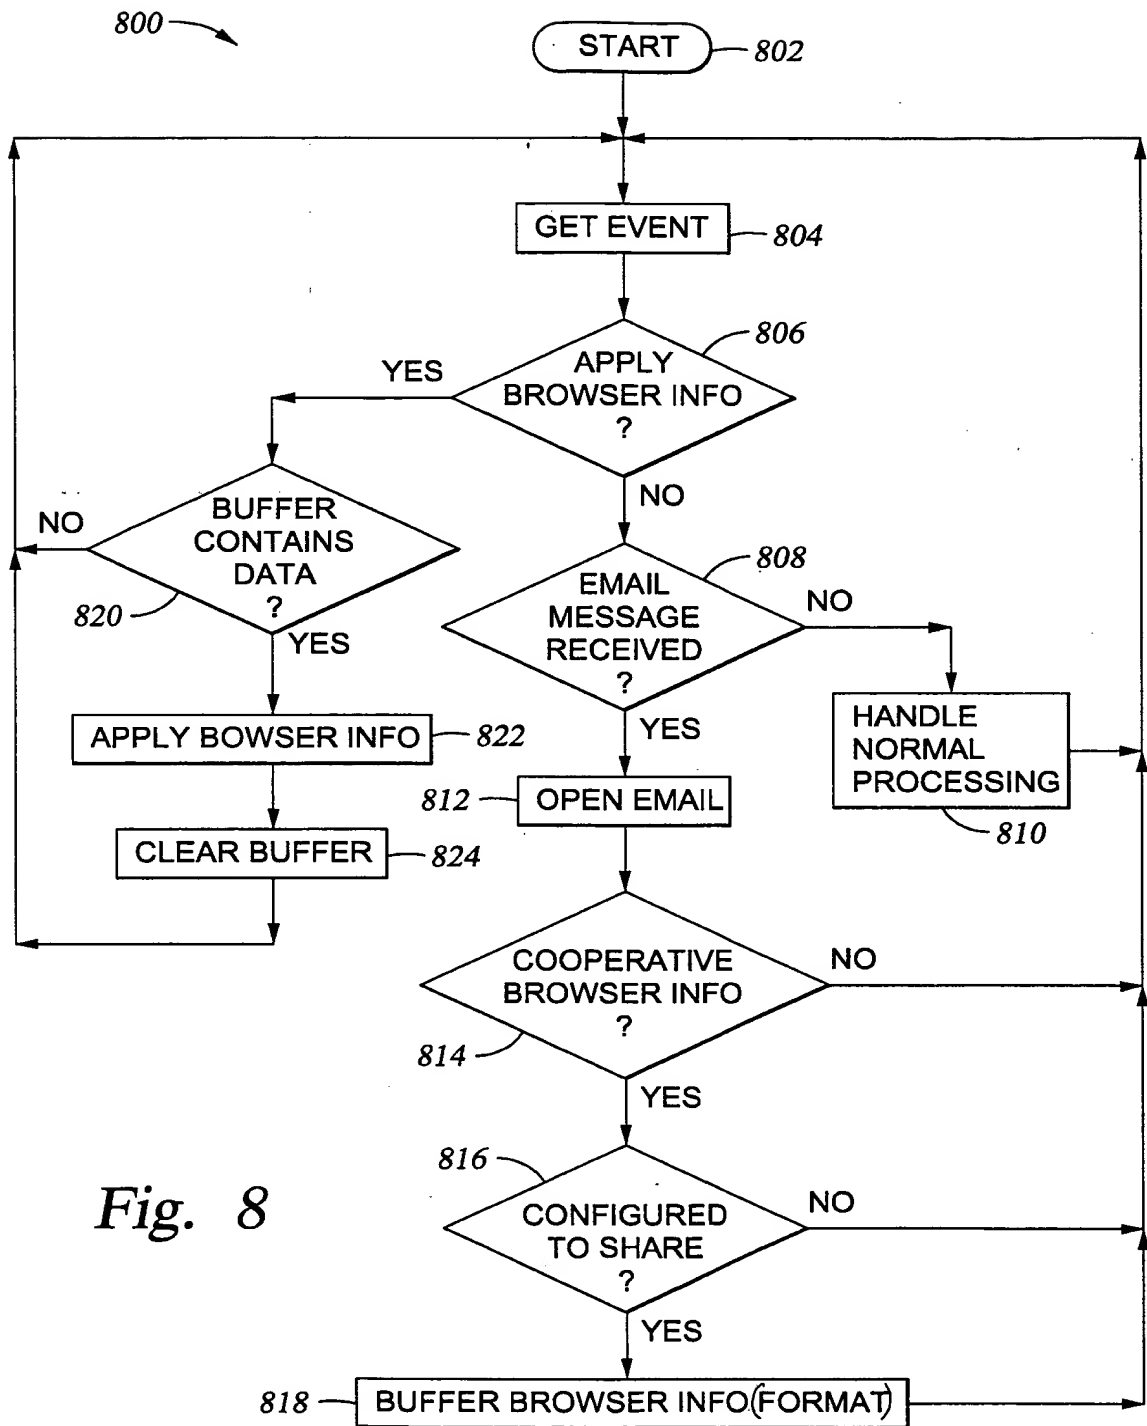 800
START
802
GET EVENT
804
806
APPLY
BROWSER INFO
?
YES
NO
BUFFER
CONTAINS
DATA
?
820
NO
YES
808
EMAIL
MESSAGE
RECEIVED
?
NO
YES
APPLY BOWSER INFO
822
HANDLE
NORMAL
PROCESSING
810
812
OPEN EMAIL
CLEAR BUFFER
824
COOPERATIVE
BROWSER INFO
?
814
NO
YES
816
CONFIGURED
TO SHARE
?
NO
YES
Fig. 8
818
BUFFER BROWSER INFO(FORMAT)